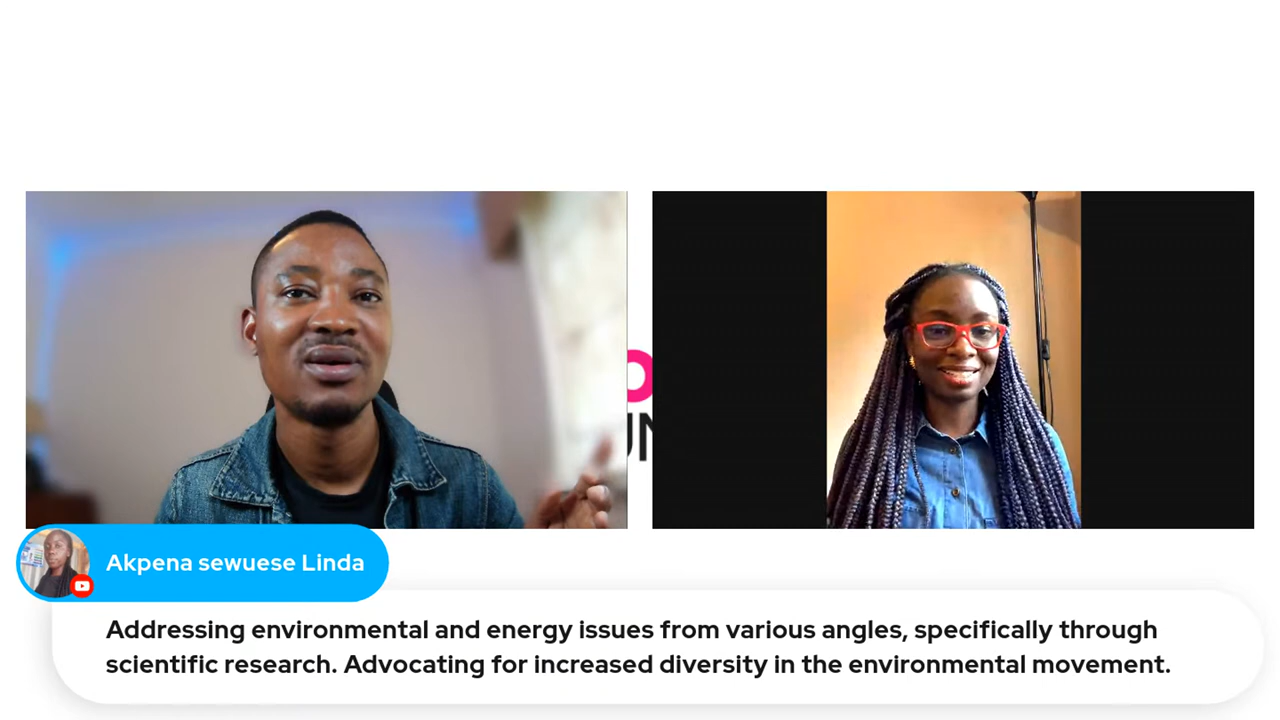 Akpena sewuese Linda
Addressing environmental and energy issues from various angles, specifically through
scientific research. Advocating for increased diversity in the environmental movement.